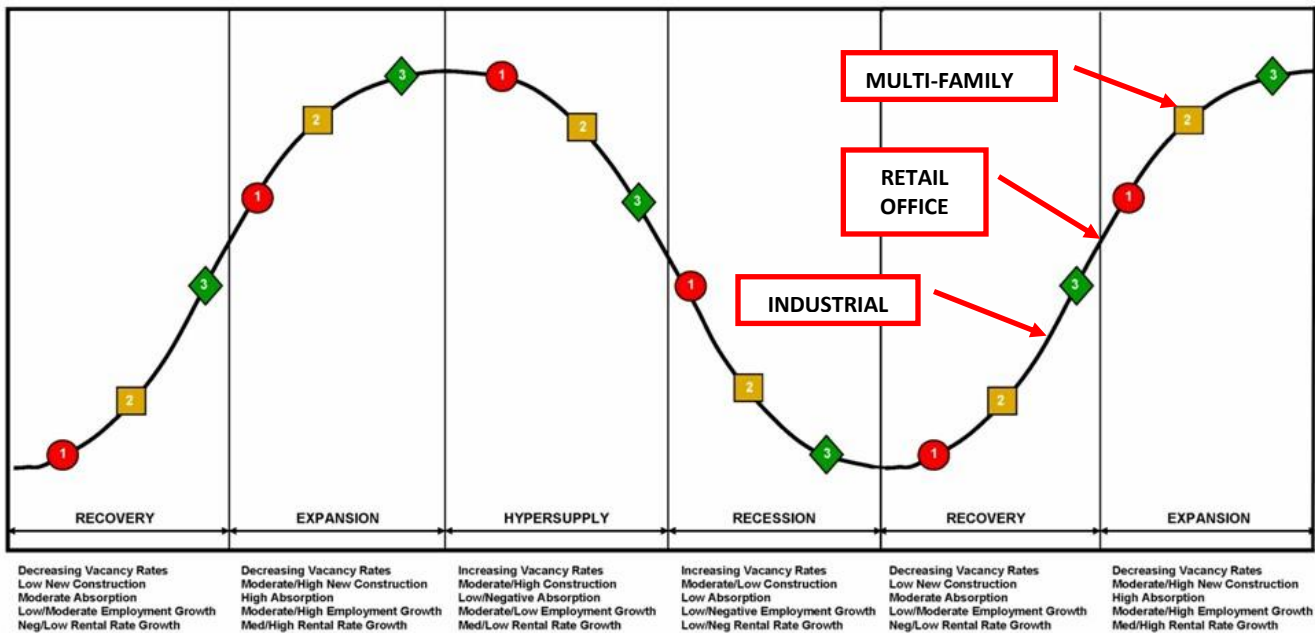 MULTI-FAMILY
RETAIL
OFFICE
INDUSTRIAL
3
1
3
2
2
2
1
3
1
3
1
3
2
2
2
1
3
1
RECOVERY
EXPANSION
HYPERSUPPLY
RECESSION
RECOVERY
EXPANSION
Decreasing Vacancy Rates
Low New Construction
Moderate Absorption
Low/Moderate Employment Growth
Neg/Low Rental Rate Growth
Decreasing Vacancy Rates
Moderate/High New Construction
High Absorption
Moderate/High Employment Growth
Med/High Rental Rate Growth
Increasing Vacancy Rates
Moderate/High Construction
Low/Negative Absorption
Moderate/Low Employment Growth
Med/Low Rental Rate Growth
Increasing Vacancy Rates
Moderate/Low Construction
Low Absorption
Low/Negative Employment Growth
Low/Neg Rental Rate Growth
Decreasing Vacancy Rates
Low New Construction
Moderate Absorption
Low/Moderate Employment Growth
Neg/Low Rental Rate Growth
Decreasing Vacancy Rates
Moderate/High New Construction
High Absorption
Moderate/High Employment Growth
Med/High Rental Rate Growth